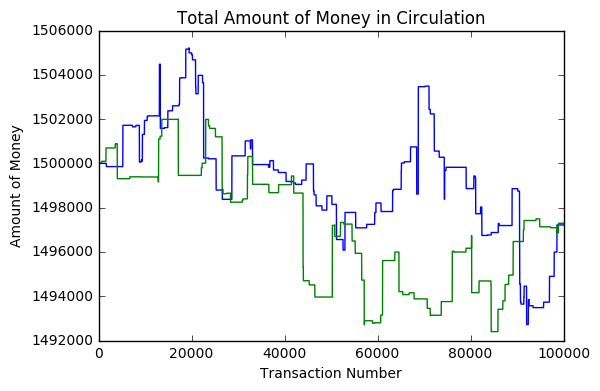 Total Amount of Money in Circulation
1506000
1504000
1502000
1500000
1498000
1496000
1494000
1492000
Amount of Money
0 20000 40000 60000 80000 100000
Transaction Number